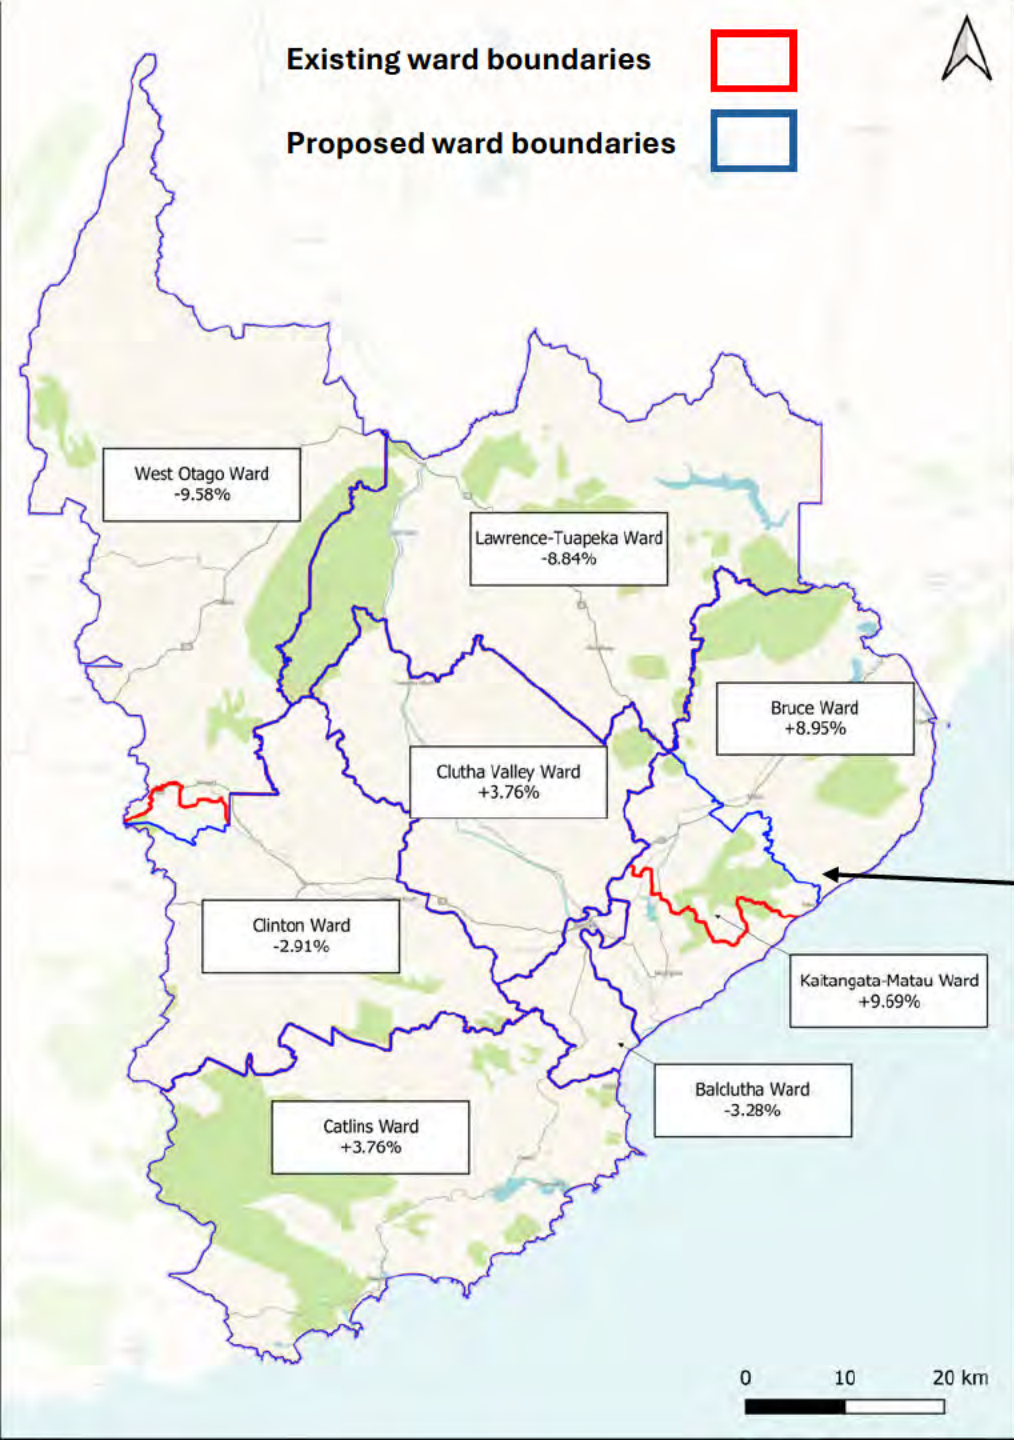 Existing ward boundaries
Proposed ward boundaries
West Otago Ward
-9.58%
Lawrence-Tuapeka Ward
-8.84%
Bruce Ward
+8.95%
Clutha Valley Ward
+3.76%
Clinton Ward
-2.91%
Kaitangata-Matau Ward
+9.69%
Balclutha Ward
-3.28%
Catlins Ward
+3.76%
0 10 20 km